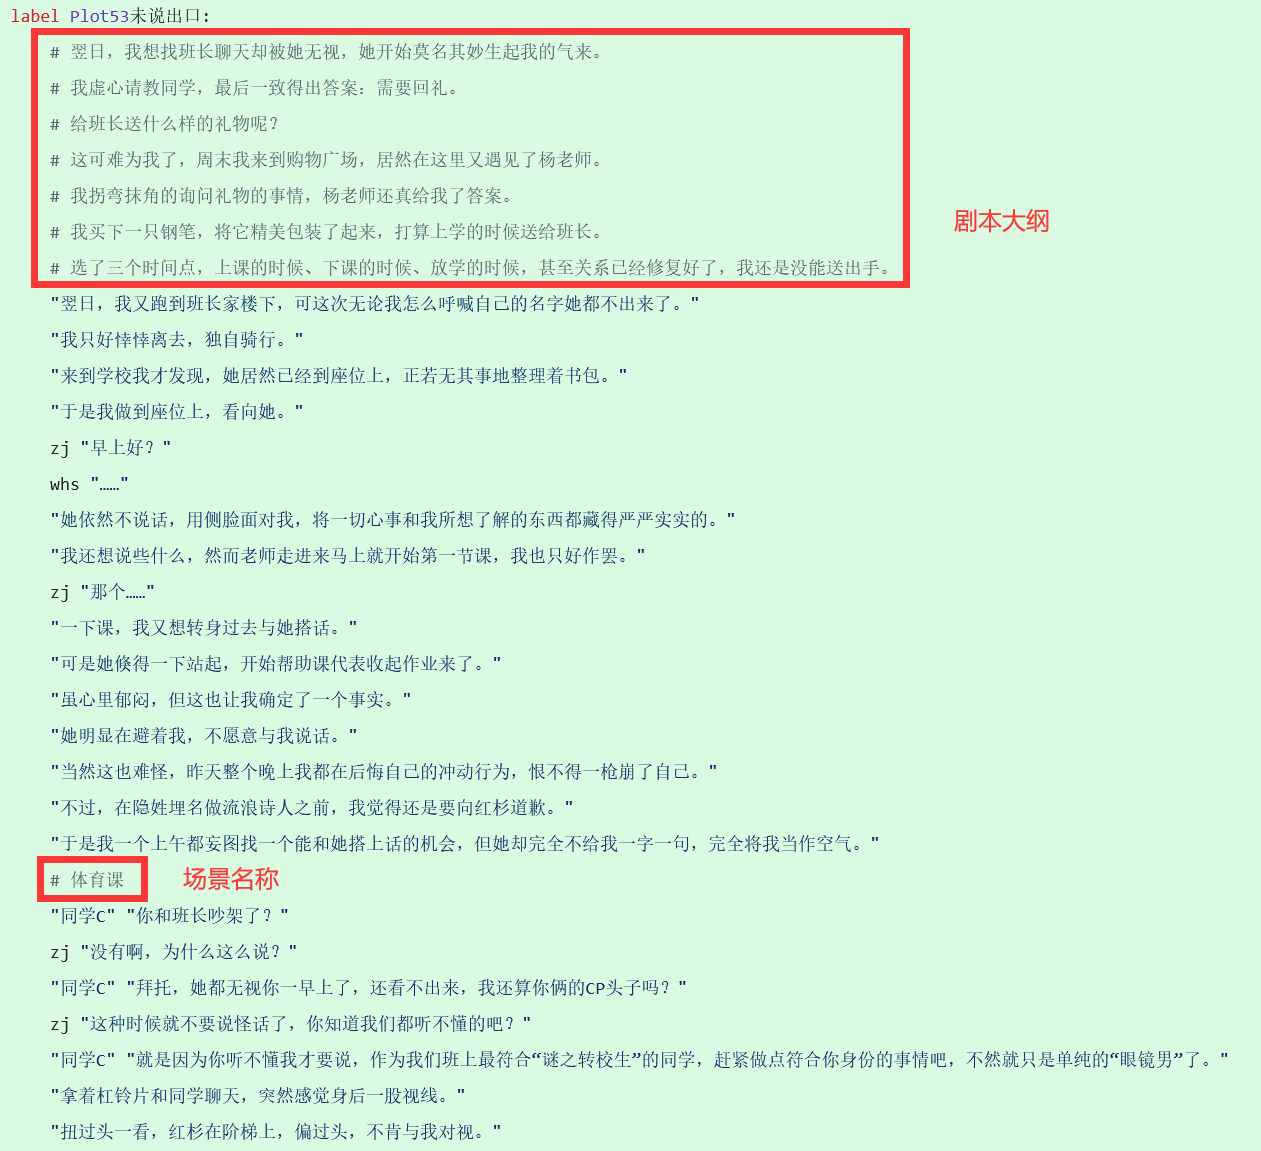 label Plot53未说出口:
# 翌日，我想找班长聊天却被她无视，她开始莫名其妙生起我的气来。
# 我虚心请教同学，最后一致得出答案：需要回礼。
# 给班长送什么样的礼物呢？
# 这可难为我了，周末我来到购物广场，居然在这里又遇见了杨老师。
# 我拐弯抹角的询问礼物的事情，杨老师还真给我了答案。
剧本大纲
# 我买下一只钢笔，将它精美包装了起来，打算上学的时候送给班长。
# 选了三个时间点，上课的时候、下课的时候、放学的时候，甚至关系已经修复好了，我还是没能送出手。
"翌日，我又跑到班长家楼下，可这次无论我怎么呼喊自己的名字她都不出来了。"
"我只好悻悻离去，独自骑行。"
"来到学校我才发现，她居然已经到座位上，正若无其事地整理着书包。"
"于是我做到座位上，看向她。"
zj "早上好？"
whs "……"
"她依然不说话，用侧脸面对我，将一切心事和我所想了解的东西都藏得严严实实的。"
"我还想说些什么，然而老师走进来马上就开始第一节课，我也只好作罢。"
zj "那个……"
"一下课，我又想转身过去与她搭话。"
"可是她倏得一下站起，开始帮助课代表收起作业来了。"
"虽心里郁闷，但这也让我确定了一个事实。"
"她明显在避着我，不愿意与我说话。"
"当然这也难怪，昨天整个晚上我都在后悔自己的冲动行为，恨不得一枪崩了自己。"
"不过，在隐姓埋名做流浪诗人之前，我觉得还是要向红杉道歉。"
"于是我一个上午都妄图找一个能和她搭上话的机会，但她却完全不给我一字一句，完全将我当作空气。"
# 体育课 场景名称
"同学C" "你和班长吵架了？"
zj "没有啊，为什么这么说？"
"同学C" "拜托，她都无视你一早上了，还看不出来，我还算你俩的CP头子吗？"
zj "这种时候就不要说怪话了，你知道我们都听不懂的吧？"
"同学C" "就是因为你听不懂我才要说，作为我们班上最符合“谜之转校生”的同学，赶紧做点符合你身份的事情吧，不然就只是单纯的“眼镜男”了。"
"拿着杠铃片和同学聊天，突然感觉身后一股视线。"
"扭过头一看，红杉在阶梯上，偏过头，不肯与我对视。"